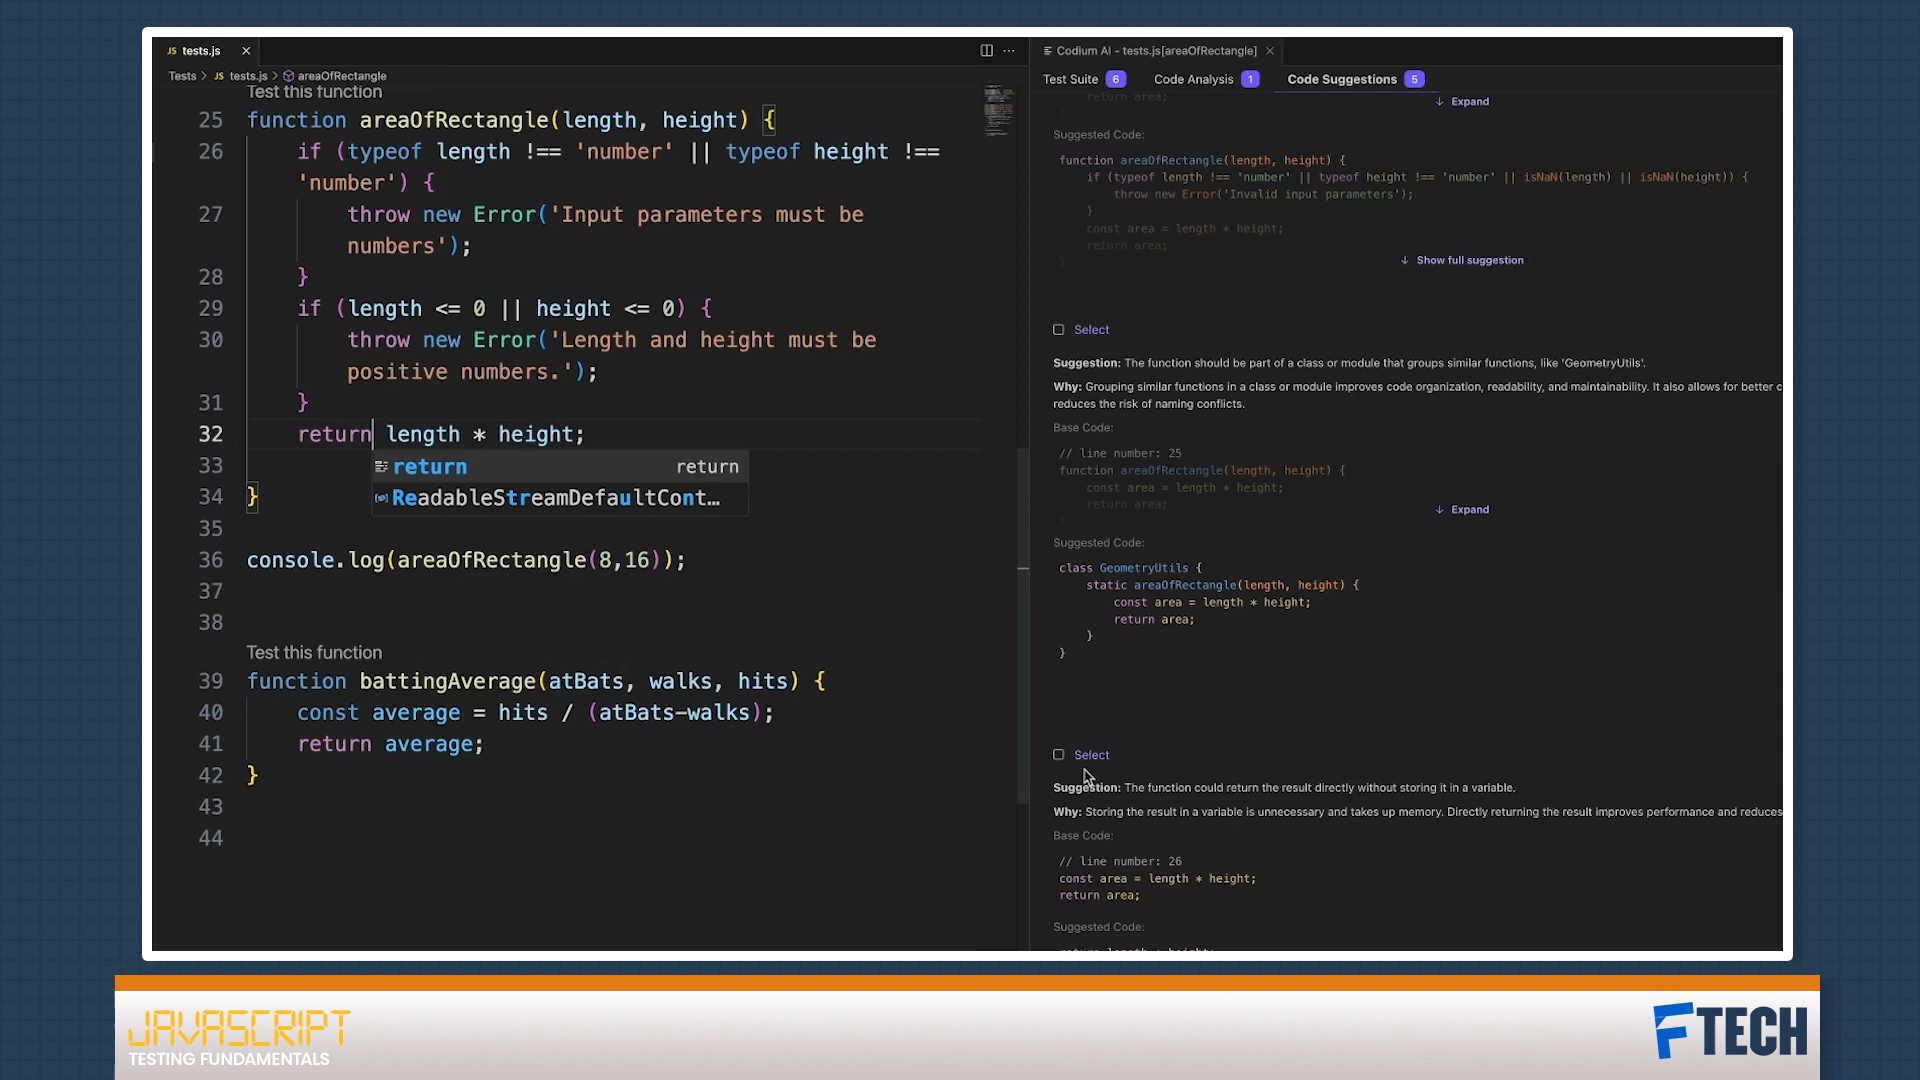 JS tests.js
Tests > JS tests.js > areaOfRectangle
Test this function
25 function areaOfRectangle(length, height) {
26 if (typeof length !== 'number' || typeof height !==
'number') {
27 throw new Error('Input parameters must be
numbers');
28 }
29 if (length <= 0 || height <= 0) {
30 throw new Error('Length and height must be
positive numbers.');
31 }
32 return length * height;
33
return return
34 }
ReadableStreamDefaultCont…
35
36 console.log(areaOfRectangle(8,16));
37
38
Test this function
39 function battingAverage(atBats, walks, hits) {
40 const average = hits / (atBats-walks);
41 return average;
42 }
43
44
Codium AI - tests.js[areaOfRectangle]
Test Suite 6 Code Analysis 1 Code Suggestions 5
return area;
Expand
Suggested Code:
function areaOfRectangle(length, height) {
if (typeof length !== 'number' || typeof height !== 'number' || isNaN(length) || isNaN(height)) {
throw new Error('Invalid input parameters');
}
const area = length * height;
return area;
}
Show full suggestion
Select
Suggestion: The function should be part of a class or module that groups similar functions, like 'GeometryUtils'.
Why: Grouping similar functions in a class or module improves code organization, readability, and maintainability. It also allows for better c
reduces the risk of naming conflicts.
Base Code:
// line number: 25
function areaOfRectangle(length, height) {
const area = length * height;
return area;
Expand
Suggested Code:
class GeometryUtils {
static areaOfRectangle(length, height) {
const area = length * height;
return area;
}
}
Select
Suggestion: The function could return the result directly without storing it in a variable.
Why: Storing the result in a variable is unnecessary and takes up memory. Directly returning the result improves performance and reduces
Base Code:
// line number: 26
const area = length * height;
return area;
Suggested Code:
return length * height;
JAVASCRIPT
TESTING FUNDAMENTALS
FTECH